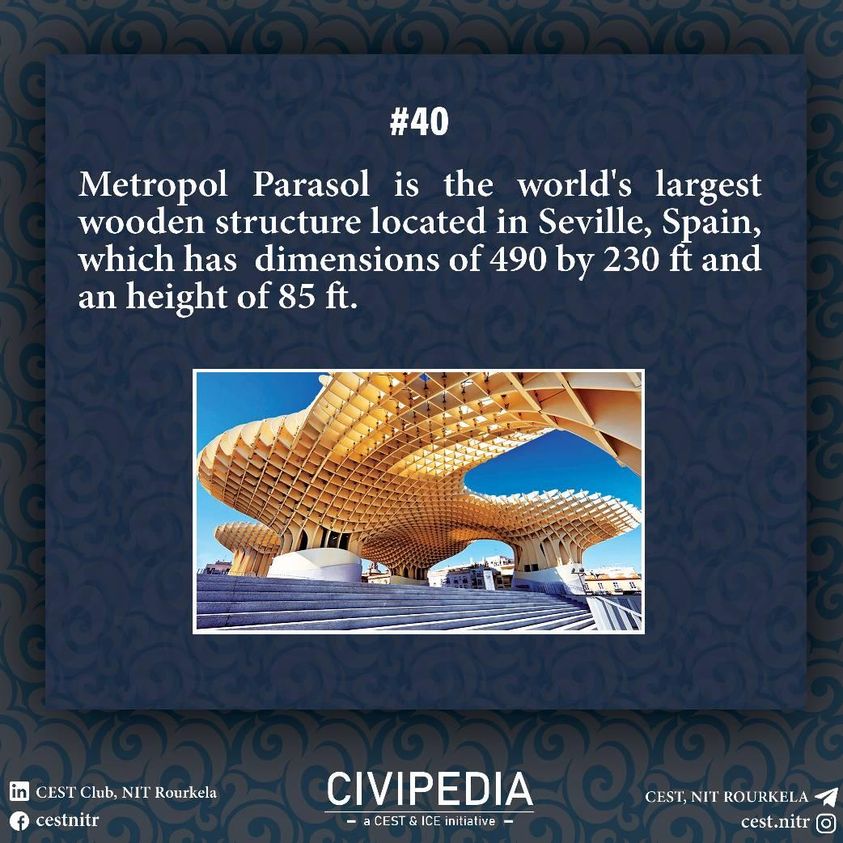 #40
Metropol Parasol is the world's largest
wooden structure located in Seville, Spain,
which has dimensions of 490 by 230 ft and
an height of 85 ft.
CEST Club, NIT Rourkela
cestnitr
CIVIPEDIA
a CEST & ICE initiative
CEST, NIT ROURKELA
cest.nitr